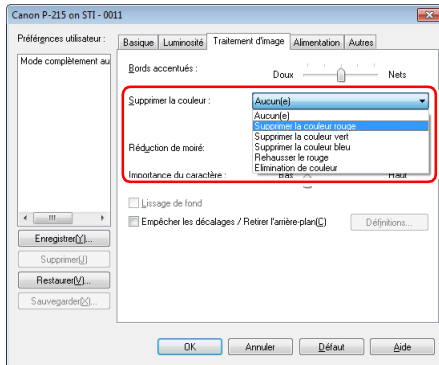 Canon P-215 on STI - 0011
Préférences utilisateur :
Mode complètement au
Enregistrer(Y)...
Supprimer(J)
Restaurer(V)...
Sauvegarder(X)...
Basique Luminosité Traitement d'image Alimentation Autres
Bords accentués : Doux Nets
Supprimer la couleur : Aucun(e)
Aucun(e)
Supprimer la couleur rouge
Supprimer la couleur vert
Supprimer la couleur bleu
Rehausser le rouge
Elimination de couleur
Réduction de moiré:
Importance du caractère : Bas Haut
Lissage de fond
Empêcher les décalages / Retirer l'arrière-plan(C) Définitions...
OK Annuler Défaut Aide